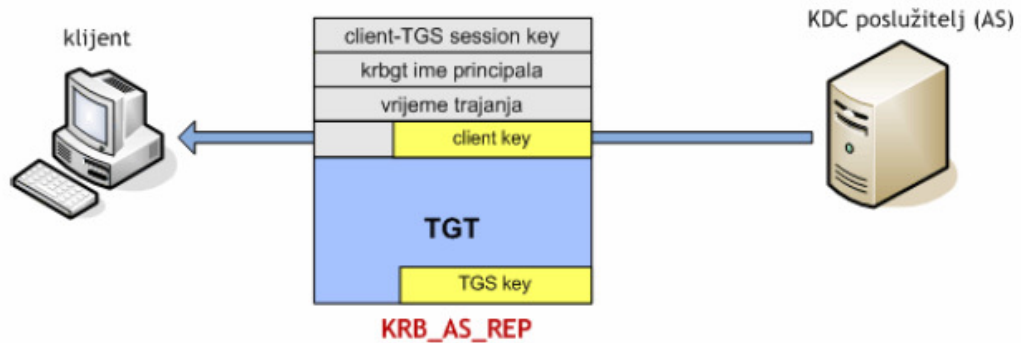 klijent
KDC poslužitelj (AS)
client-TGS session key
krbgt ime principala
vrijeme trajanja
client key
TGT
TGS key
KRB_AS_REP